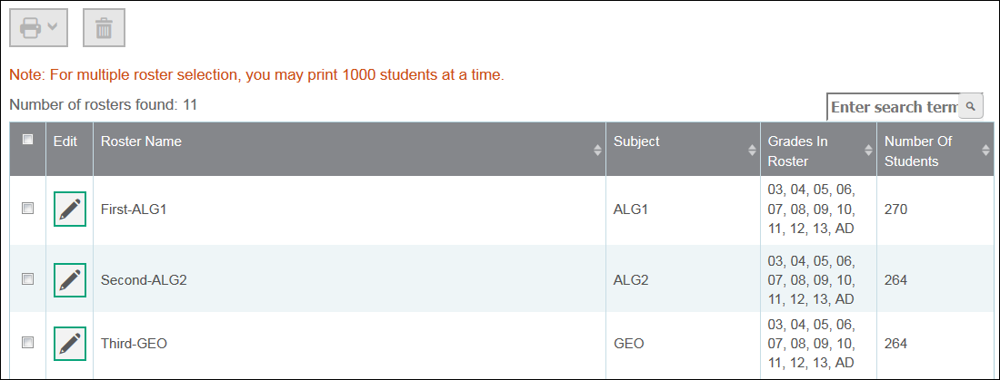 Note: For multiple roster selection, you may print 1000 students at a time.
Number of rosters found: 11
Enter search term
Edit Roster Name Subject Grades In Roster Number Of Students
First-ALG1 ALG1 03, 04, 05, 06, 07, 08, 09, 10, 11, 12, 13, AD 270
Second-ALG2 ALG2 03, 04, 05, 06, 07, 08, 09, 10, 11, 12, 13, AD 264
Third-GEO GEO 03, 04, 05, 06, 07, 08, 09, 10, 11, 12, 13, AD 264